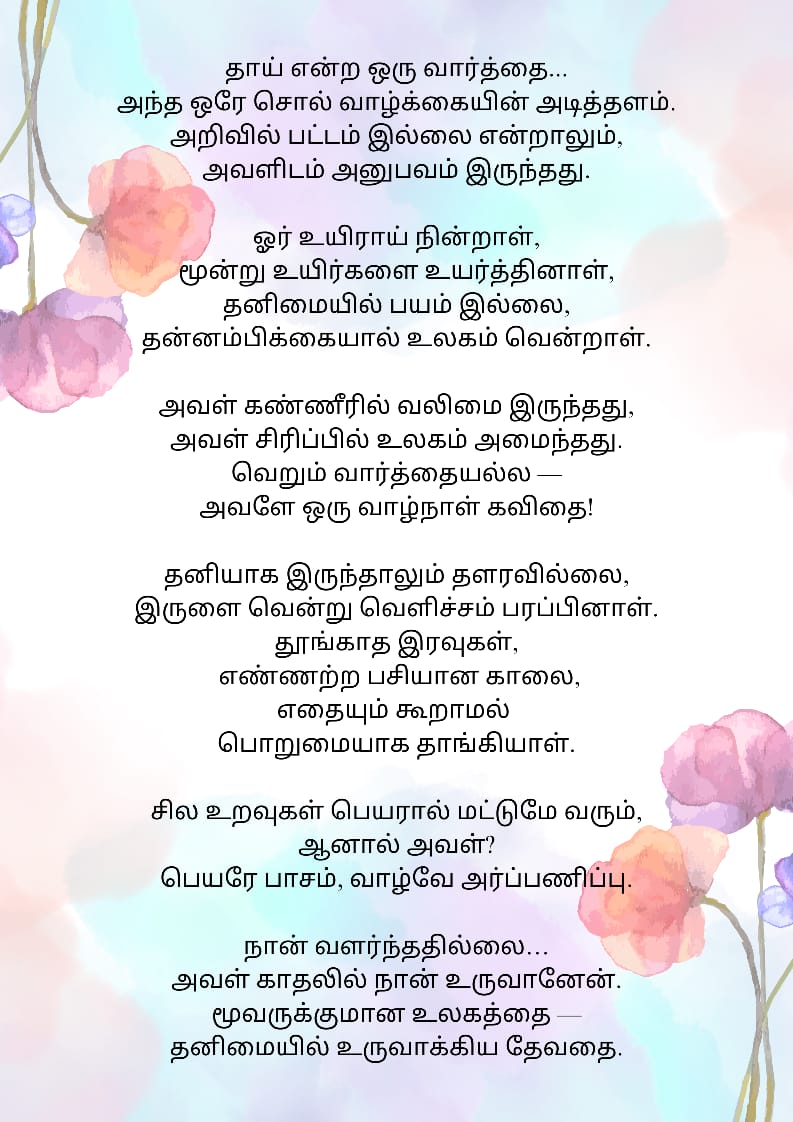 தாய் என்ற ஒரு வார்த்தை...
அந்த ஒரே சொல் வாழ்க்கையின் அடித்தளம்.
அறிவில் பட்டம் இல்லை என்றாலும்,
அவளிடம் அனுபவம் இருந்தது.
ஓர் உயிராய் நின்றாள்,
மூன்று உயிர்களை உயர்த்தினாள்,
தனிமையில் பயம் இல்லை,
தன்னம்பிக்கையால் உலகம் வென்றாள்.
அவள் கண்ணீரில் வலிமை இருந்தது,
அவள் சிரிப்பில் உலகம் அமைந்தது.
வெறும் வார்த்தையல்ல —
அவளே ஒரு வாழ்நாள் கவிதை!
தனியாக இருந்தாலும் தளரவில்லை,
இருளை வென்று வெளிச்சம் பரப்பினாள்.
தூங்காத இரவுகள்,
எண்ணற்ற பசியான காலை,
எதையும் கூறாமல்
பொறுமையாக தாங்கியாள்.
சில உறவுகள் பெயரால் மட்டுமே வரும்,
ஆனால் அவள்?
பெயரே பாசம், வாழ்வே அர்ப்பணிப்பு.
நான் வளர்ந்ததில்லை...
அவள் காதலில் நான் உருவானேன்.
மூவருக்குமான உலகத்தை —
தனிமையில் உருவாக்கிய தேவதை.